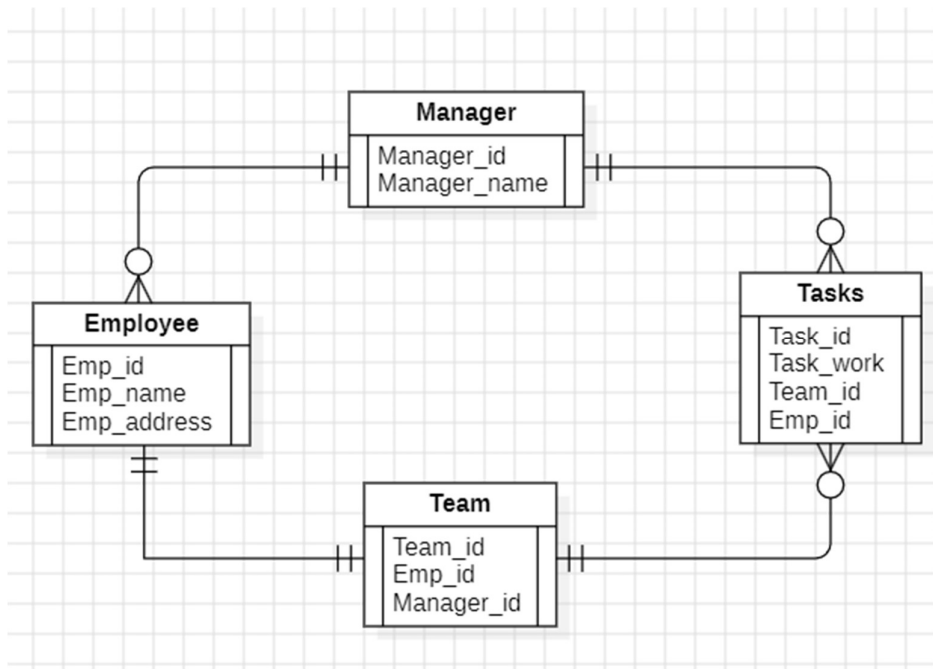 Manager
Manager_id
Manager_name
Employee
Emp_id
Emp_name
Emp_address
Tasks
Task_id
Task_work
Team_id
Emp_id
Team
Team_id
Emp_id
Manager_id